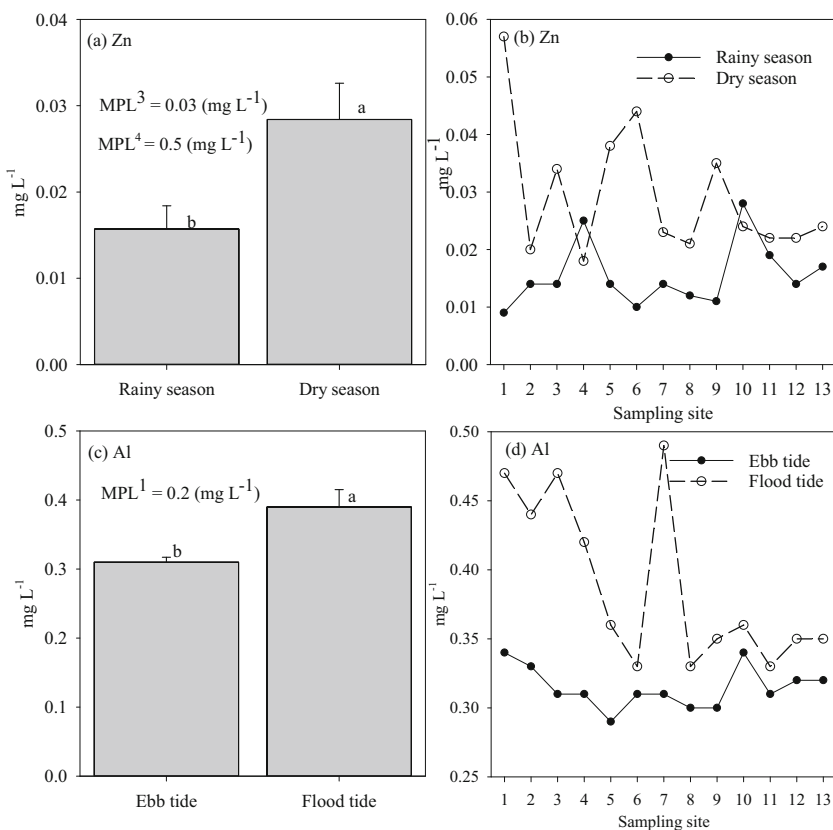 (a) Zn
MPL³ = 0.03 (mg L⁻¹)
MPL⁴ = 0.5 (mg L⁻¹)
b
a
mg L⁻¹
0.04
0.03
0.02
0.01
0.00
Rainy season Dry season
(b) Zn
Rainy season
Dry season
mg L⁻¹
0.06
0.05
0.04
0.03
0.02
0.01
0.00
1 2 3 4 5 6 7 8 9 10 11 12 13
Sampling site
(c) Al
MPL¹ = 0.2 (mg L⁻¹)
b
a
mg L⁻¹
0.5
0.4
0.3
0.2
0.1
0.0
Ebb tide Flood tide
(d) Al
Ebb tide
Flood tide
mg L⁻¹
0.50
0.45
0.40
0.35
0.30
0.25
1 2 3 4 5 6 7 8 9 10 11 12 13
Sampling site